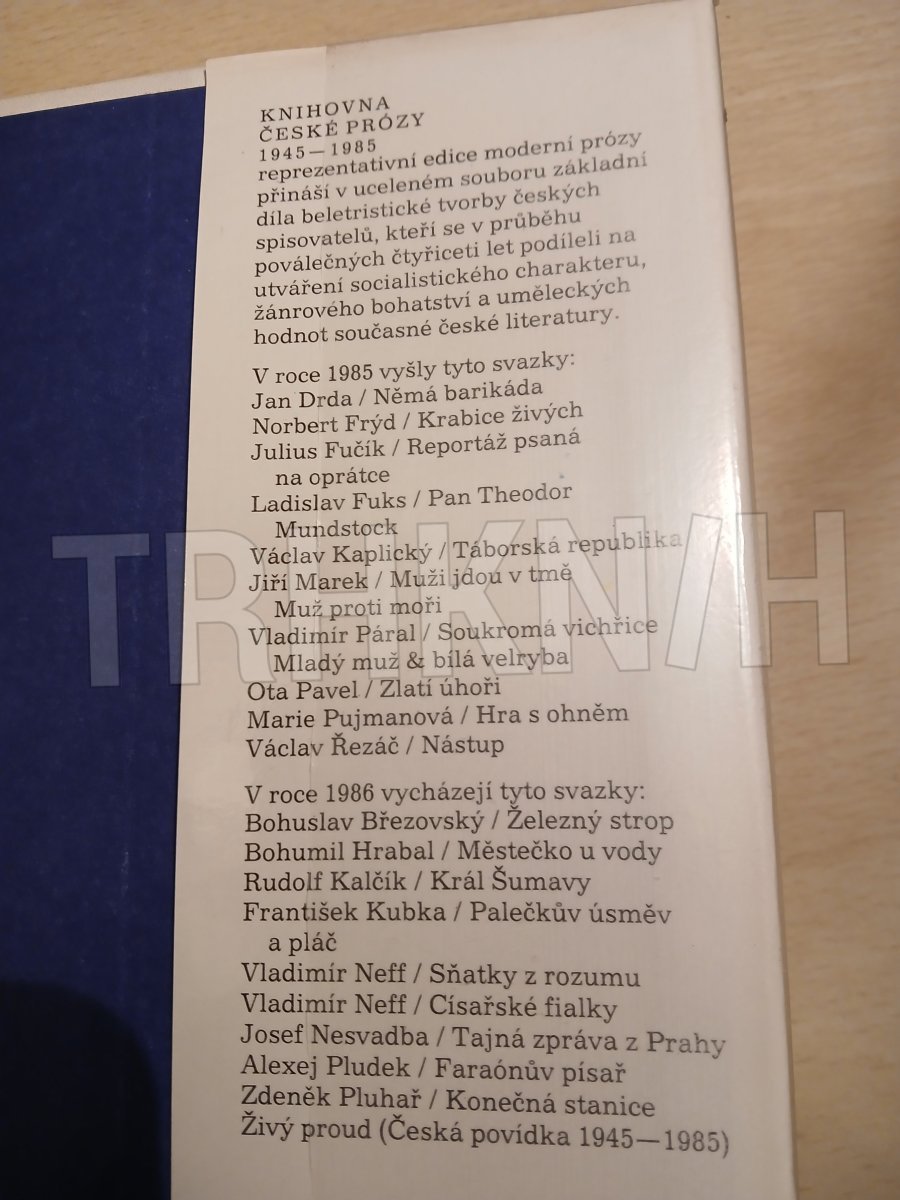 KNIHOVNA
ČESKÉ PRÓZY
1945—1985
reprezentativní edice moderní prózy
přináší v uceleném souboru základní
díla beletristické tvorby českých
spisovatelů, kteří se v průběhu
poválečných čtyřiceti let podíleli na
utváření socialistického charakteru,
žánrového bohatství a uměleckých
hodnot současné české literatury.
V roce 1985 vyšly tyto svazky:
Jan Drda / Němá barikáda
Norbert Frýd / Krabice živých
Julius Fučík / Reportáž psaná
na oprátce
Ladislav Fuks / Pan Theodor
Mundstock
Václav Kaplický / Táborská republika
Jiří Marek / Muži jdou v tmě
Muž proti moři
Vladimír Páral / Soukromá vichřice
Mladý muž & bílá velryba
Ota Pavel / Zlatí úhoři
Marie Pujmanová / Hra s ohněm
Václav Řezáč / Nástup
V roce 1986 vycházejí tyto svazky:
Bohuslav Březovský / Železný strop
Bohumil Hrabal / Městečko u vody
Rudolf Kalčík / Král Šumavy
František Kubka / Palečkův úsměv
a pláč
Vladimír Neff / Sňatky z rozumu
Vladimír Neff / Císařské fialky
Josef Nesvadba / Tajná zpráva z Prahy
Alexej Pludek / Faraónův písař
Zdeněk Pluhař / Konečná stanice
Živý proud (Česká povídka 1945—1985)
TRHKN/H